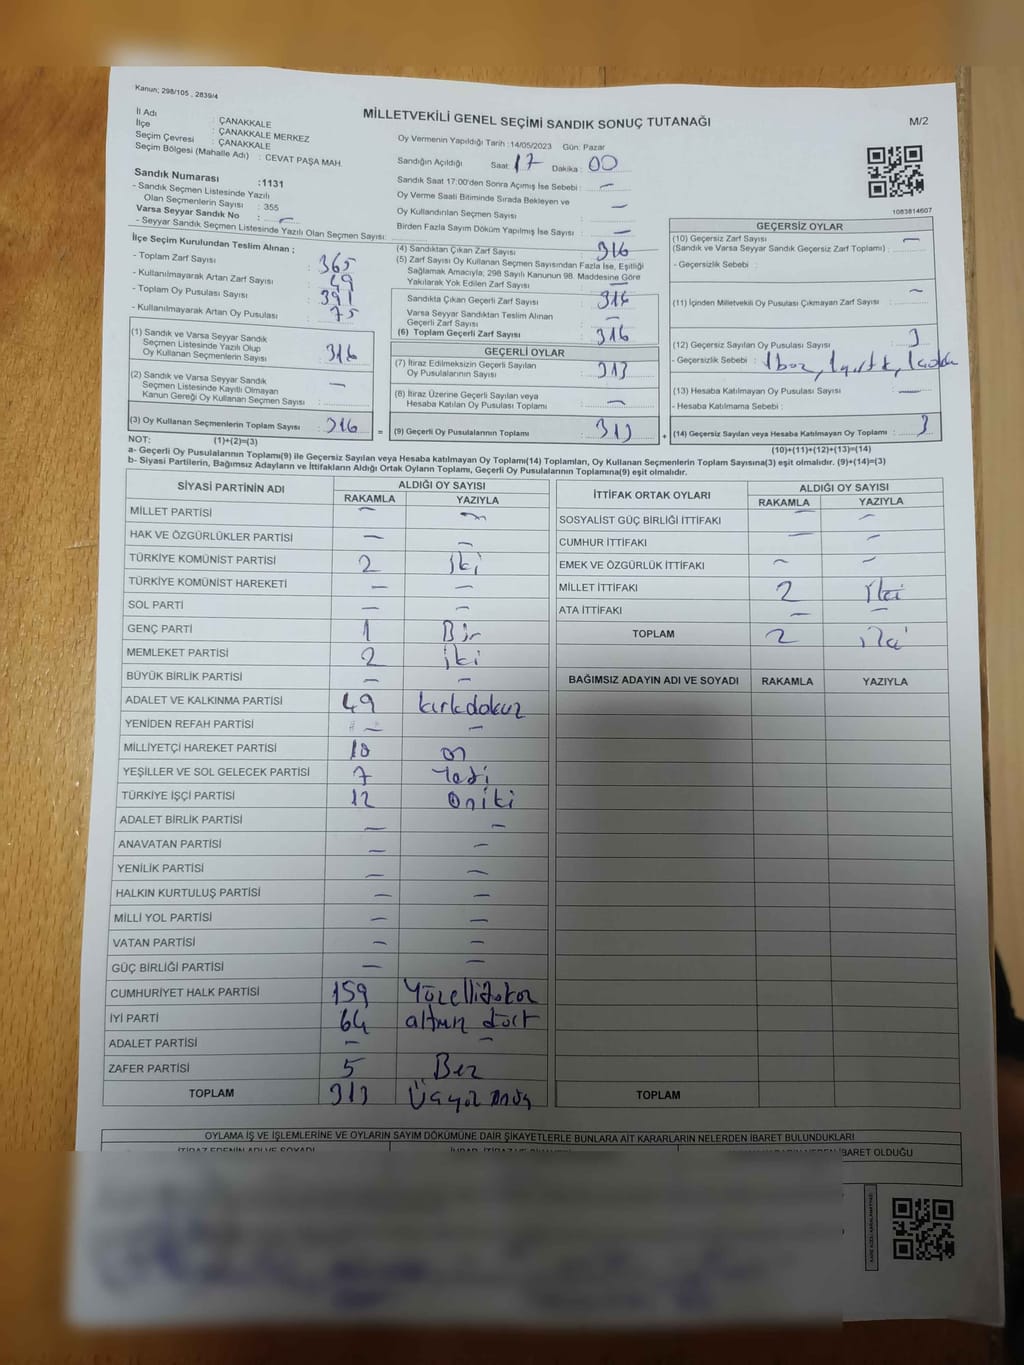 Kanun; 298/105 , 2839/4
MİLLETVEKİLİ GENEL SEÇİMİ SANDIK SONUÇ TUTANAĞI
M/2
İl Adı : ÇANAKKALE
İlçe : ÇANAKKALE MERKEZ
Seçim Çevresi : ÇANAKKALE
Seçim Bölgesi (Mahalle Adı) : CEVAT PAŞA MAH.
Sandık Numarası :1131
- Sandık Seçmen Listesinde Yazılı
Olan Seçmenlerin Sayısı : 355
Varsa Seyyar Sandık No : –
- Seyyar Sandık Seçmen Listesinde Yazılı Olan Seçmen Sayısı:
Oy Vermenin Yapıldığı Tarih : 14/05/2023 Gün: Pazar
Sandığın Açıldığı Saat: 17 Dakika : 00
Sandık Saat 17:00'den Sonra Açımış İse Sebebi : –
Oy Verme Saati Bitiminde Sırada Bekleyen ve
Oy Kullandırılan Seçmen Sayısı : –
Birden Fazla Sayım Döküm Yapılmış İse Sayısı : –
1083814607
İlçe Seçim Kurulundan Teslim Alınan ;
- Toplam Zarf Sayısı : 365
- Kullanılmayarak Artan Zarf Sayısı : 49
- Toplam Oy Pusulası Sayısı : 391
- Kullanılmayarak Artan Oy Pusulası : 75
(1) Sandık ve Varsa Seyyar Sandık
Seçmen Listesinde Yazılı Olup
Oy Kullanan Seçmenlerin Sayısı : 316
(2) Sandık ve Varsa Seyyar Sandık
Seçmen Listesinde Kayıtlı Olmayan
Kanun Gereği Oy Kullanan Seçmen Sayısı : –
(3) Oy Kullanan Seçmenlerin Toplam Sayısı : 316
(4) Sandıktan Çıkan Zarf Sayısı : 316
(5) Zarf Sayısı Oy Kullanan Seçmen Sayısından Fazla İse, Eşitliği
Sağlamak Amacıyla; 298 Sayılı Kanunun 98. Maddesine Göre
Yakılarak Yok Edilen Zarf Sayısı : –
Sandıkta Çıkan Geçerli Zarf Sayısı : 316
Varsa Seyyar Sandıktan Teslim Alınan
Geçerli Zarf Sayısı : –
(6) Toplam Geçerli Zarf Sayısı : 316
GEÇERLİ OYLAR
(7) İtiraz Edilmeksizin Geçerli Sayılan
Oy Pusulalarının Sayısı : 313
(8) İtiraz Üzerine Geçerli Sayılan veya
Hesaba Katılan Oy Pusulaları Toplamı : –
= (9) Geçerli Oy Pusulalarının Toplamı : 313
GEÇERSİZ OYLAR
(10) Geçersiz Zarf Sayısı
(Sandık ve Varsa Seyyar Sandık Geçersiz Zarf Toplamı) : –
- Geçersizlik Sebebi :
(11) İçinden Milletvekili Oy Pusulası Çıkmayan Zarf Sayısı : –
(12) Geçersiz Sayılan Oy Pusulası Sayısı : 3
- Geçersizlik Sebebi : 1 boz, 1 yırtık,
(13) Hesaba Katılmayan Oy Pusulası Sayısı : –
- Hesaba Katılmama Sebebi :
+ (14) Geçersiz Sayılan veya Hesaba Katılmayan Oy Toplamı : 3
NOT: (1)+(2)=(3) (10)+(11)+(12)+(13)=(14)
a- Geçerli Oy Pusulaları Toplamı(9) ile Geçersiz Sayılan veya Hesaba Katılmayan Oy Toplamı(14) Toplamları, Oy Kullanan Seçmenlerin Toplam Sayısına(3) eşit olmalıdır. (9)+(14)=(3)
b- Siyasi Partilerin, Bağımsız Adayların ve İttifakların Aldığı Ortak Oyların Toplamı, Geçerli Oy Pusulalarının Toplamına(9) eşit olmalıdır.
SİYASİ PARTİNİN ADI ALDIĞI OY SAYISI
RAKAMLA YAZIYLA
MİLLET PARTİSİ – –
HAK VE ÖZGÜRLÜKLER PARTİSİ – –
TÜRKİYE KOMÜNİST PARTİSİ 2 iki
TÜRKİYE KOMÜNİST HAREKETİ – –
SOL PARTİ – –
GENÇ PARTİ 1 Bir
MEMLEKET PARTİSİ 2 iki
BÜYÜK BİRLİK PARTİSİ – –
ADALET VE KALKINMA PARTİSİ 49 kırkdokuz
YENİDEN REFAH PARTİSİ – –
MİLLİYETÇİ HAREKET PARTİSİ 10 on
YEŞİLLER VE SOL GELECEK PARTİSİ 7 Yedi
TÜRKİYE İŞÇİ PARTİSİ 12 Oniki
ADALET BİRLİK PARTİSİ – –
ANAVATAN PARTİSİ – –
YENİLİK PARTİSİ – –
HALKIN KURTULUŞ PARTİSİ – –
MİLLİ YOL PARTİSİ – –
VATAN PARTİSİ – –
GÜÇ BİRLİĞİ PARTİSİ – –
CUMHURİYET HALK PARTİSİ 159 Yüzellidokuz
İYİ PARTİ 64 altmış dört
ADALET PARTİSİ – –
ZAFER PARTİSİ 5 Beş
TOPLAM 313 Üçyüz onüç
İTTİFAK ORTAK OYLARI ALDIĞI OY SAYISI
RAKAMLA YAZIYLA
SOSYALİST GÜÇ BİRLİĞİ İTTİFAKI – –
CUMHUR İTTİFAKI – –
EMEK VE ÖZGÜRLÜK İTTİFAKI – –
MİLLET İTTİFAKI 2 iki
ATA İTTİFAKI – –
TOPLAM 2 iki
BAĞIMSIZ ADAYIN ADI VE SOYADI RAKAMLA YAZIYLA
TOPLAM
OYLAMA İŞ VE İŞLEMLERİNE VE OYLARIN SAYIM DÖKÜMÜNE DAİR ŞİKAYETLERLE BUNLARA AİT KARARLARIN NELERDEN İBARET BULUNDUKLARI
İTİRAZ EDENİN ADI VE SOYADI İBARET OLDUĞU